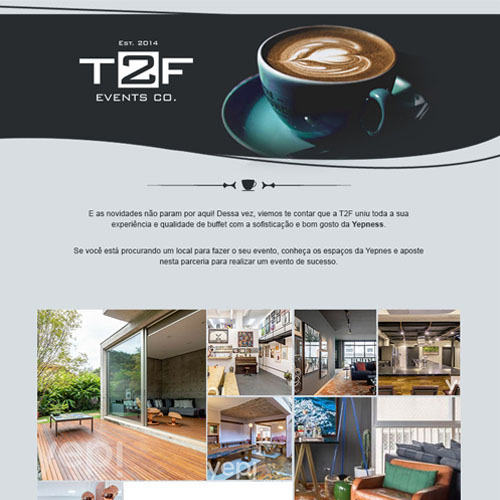 EST. 2014
T2F
EVENTS CO.
E as novidades não param por aqui! Dessa vez, viemos te contar que a T2F uniu toda a sua
experiência e qualidade de buffet com a sofisticação e bom gosto da Yepness.
Se você está procurando um local para fazer o seu evento, conheça os espaços da Yepnes e aposte
nesta parceria para realizar um evento de sucesso.